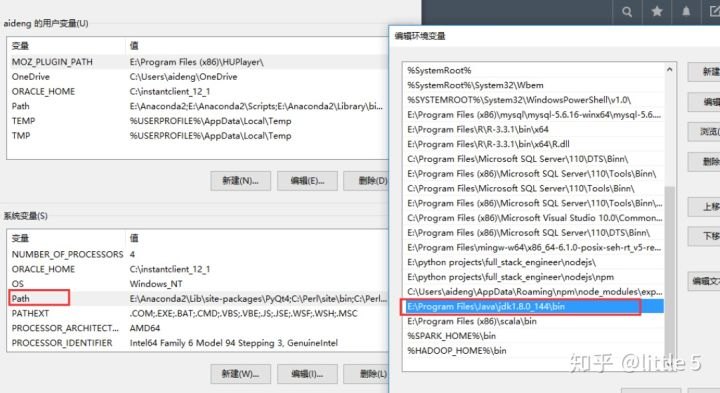 aideng 的用户变量(U)
变量 值
MOZ_PLUGIN_PATH E:\Program Files (x86)\HUPlayer\
OneDrive C:\Users\aideng\OneDrive
ORACLE_HOME C:\instantclient_12_1
Path E:\Anaconda2;E:\Anaconda2\Scripts;E:\Anaconda2\Library\bi...
TEMP %USERPROFILE%\AppData\Local\Temp
TMP %USERPROFILE%\AppData\Local\Temp
新建(N)... 编辑(E)... 删除(D)
系统变量(S)
变量 值
NUMBER_OF_PROCESSORS 4
ORACLE_HOME C:\instantclient_12_1
OS Windows_NT
Path E:\Anaconda2\Lib\site-packages\PyQt4;C:\Perl\site\bin;C:\Perl...
PATHEXT .COM;.EXE;.BAT;.CMD;.VBS;.VBE;.JS;.JSE;.WSF;.WSH;.MSC
PROCESSOR_ARCHITECT... AMD64
PROCESSOR_IDENTIFIER Intel64 Family 6 Model 94 Stepping 3, GenuineIntel
新建(W)... 编辑(I)... 删除(L)
编辑环境变量
%SystemRoot%
%SystemRoot%\System32\Wbem
%SYSTEMROOT%\System32\WindowsPowerShell\v1.0\
E:\Program Files (x86)\mysql\mysql-5.6.16-winx64\mysql-5.6...
E:\Program Files\R\R-3.3.1\bin\x64
E:\Program Files\R\R-3.3.1\bin\x64\R.dll
C:\Program Files\Microsoft SQL Server\110\DTS\Binn\
E:\Program Files (x86)\Microsoft SQL Server\110\Tools\Binn\
C:\Program Files\Microsoft SQL Server\110\Tools\Binn\
C:\Program Files (x86)\Microsoft Visual Studio 10.0\Common...
E:\Program Files (x86)\Microsoft SQL Server\110\DTS\Binn\
E:\Program Files\mingw-w64\x86_64-6.1.0-posix-seh-rt_v5-re...
E:\python projects\full_stack_engineer\nodejs\
E:\python projects\full_stack_engineer\nodejs\npm
C:\Users\aideng\AppData\Roaming\npm\node_modules\exp...
E:\Program Files\Java\jdk1.8.0_144\bin
E:\Program Files (x86)\scala\bin
%SPARK_HOME%\bin
%HADOOP_HOME%\bin
新建
编辑
浏览(
删除
上移
下移
编辑文
知乎 @little 5